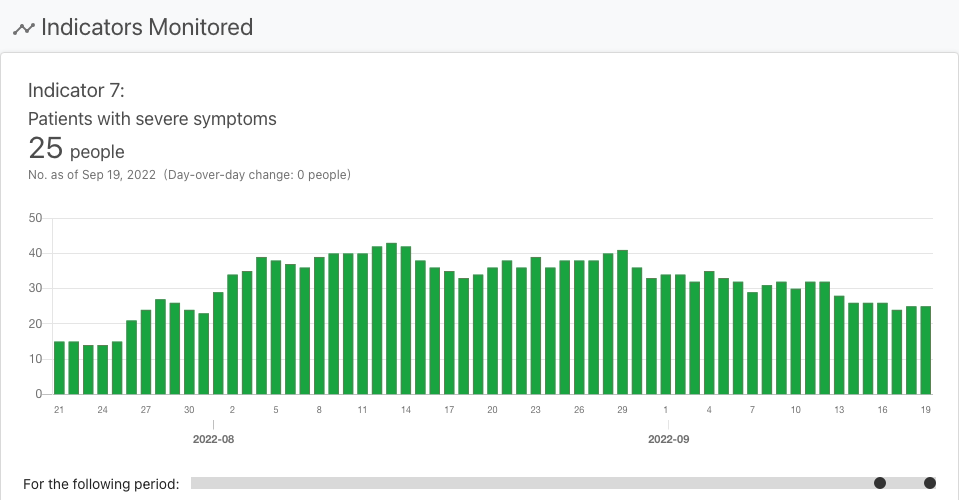 Indicators Monitored
Indicator 7:
Patients with severe symptoms
25 people
No. as of Sep 19, 2022 (Day-over-day change: 0 people)
50
40
30
20
10
0
21 24 27 30 2 5 8 11 14 17 20 23 26 29 1 4 7 10 13 16 19
2022-08 2022-09
For the following period: